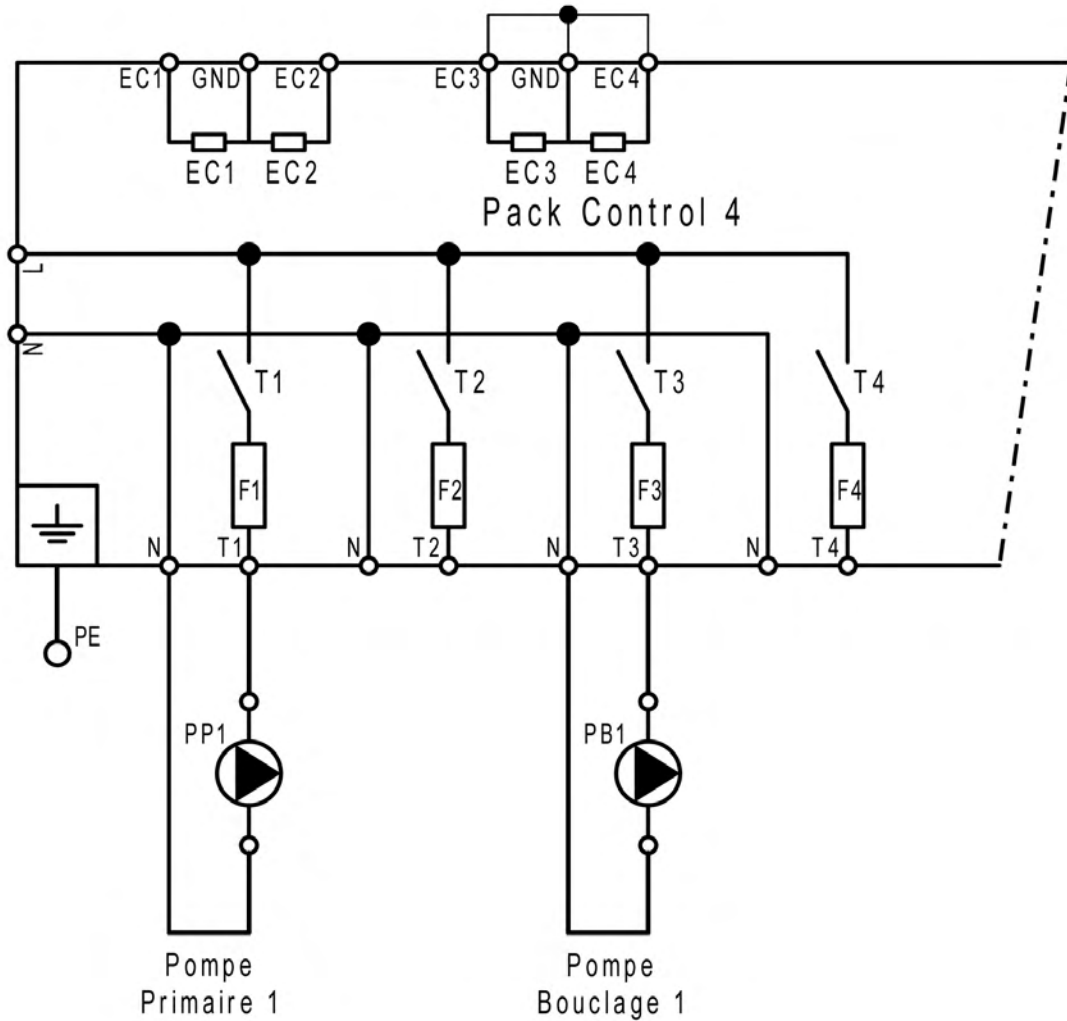 EC1 GND EC2 EC3 GND EC4
EC1 EC2 EC3 EC4
Pack Control 4
L
N
T1 T2 T3 T4
F1 F2 F3 F4
N T1 N T2 N T3 N T4
PE
PP1 PB1
Pompe
Primaire 1
Pompe
Bouclage 1